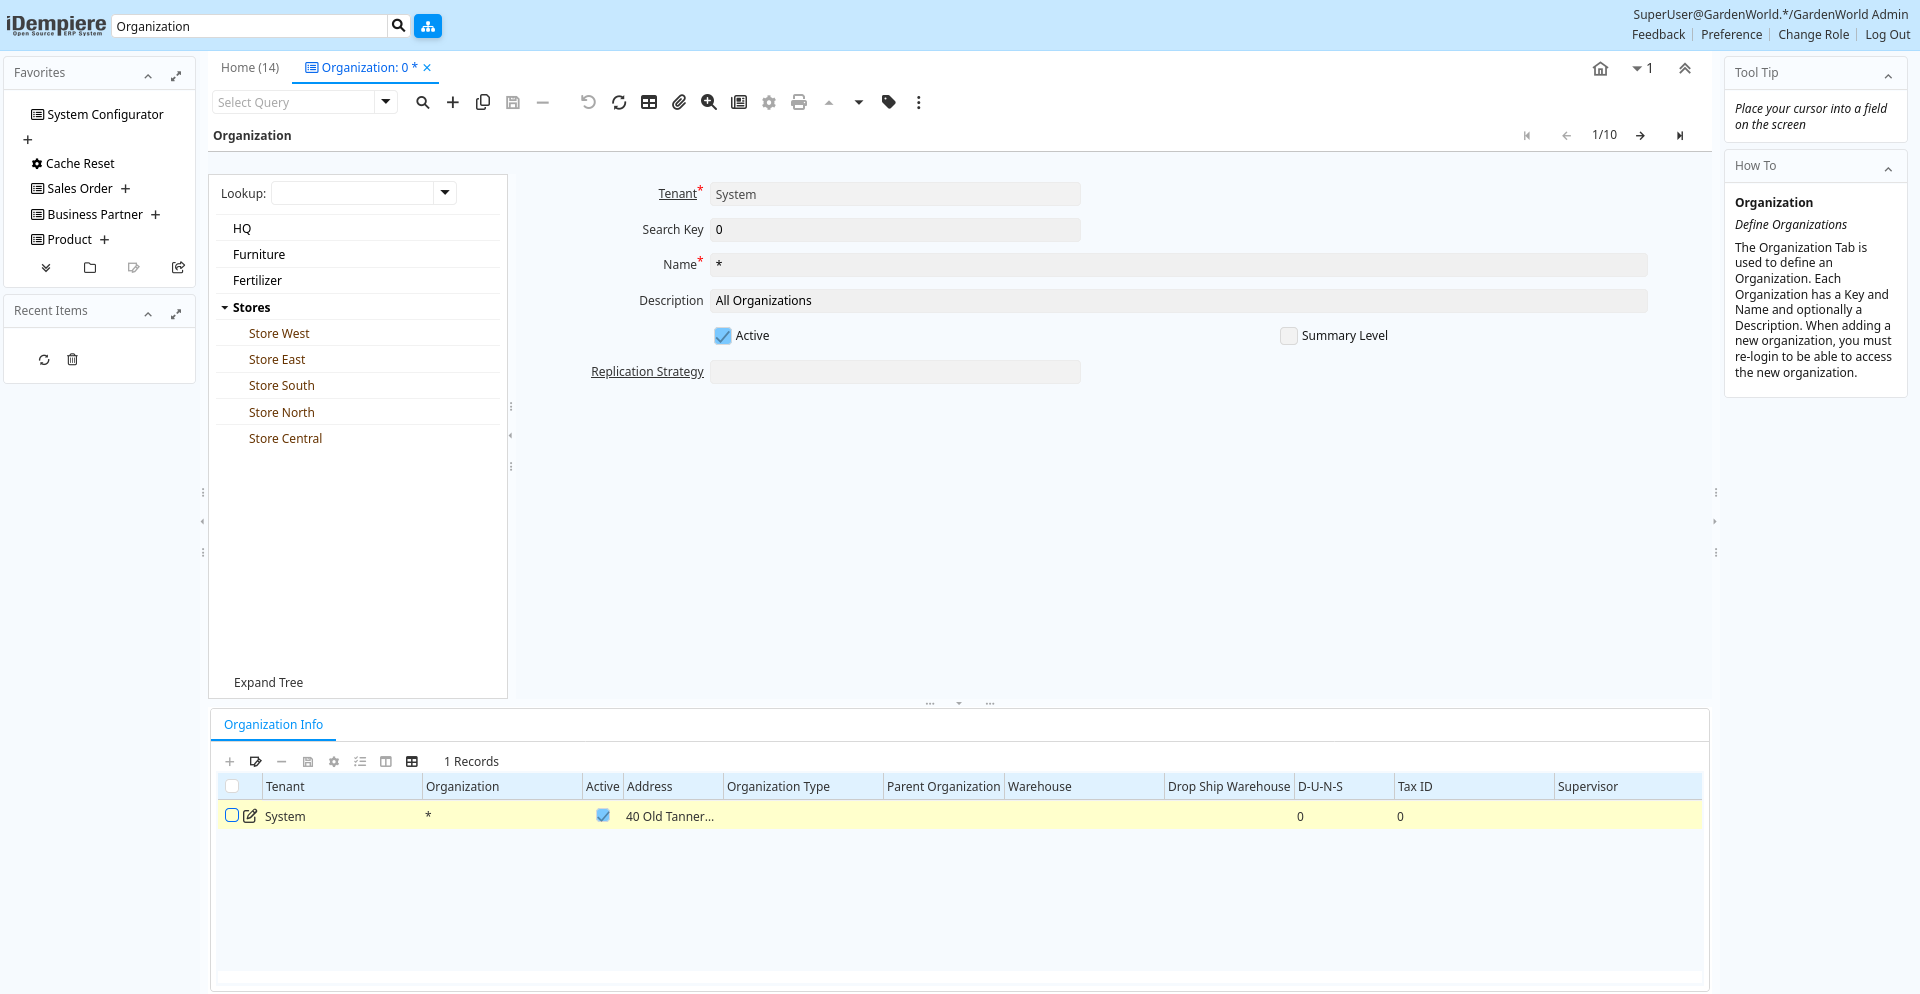 iDempiere
Open Source ERP System
Organization
SuperUser@GardenWorld.*/GardenWorld Admin
Feedback Preference Change Role Log Out
Favorites
System Configurator
Cache Reset
Sales Order
Business Partner
Product
Recent Items
Home (14)
Organization: 0 *
1
Select Query
Organization
1/10
Lookup:
HQ
Furniture
Fertilizer
Stores
Store West
Store East
Store South
Store North
Store Central
Expand Tree
Tenant* System
Search Key 0
Name* *
Description All Organizations
Active Summary Level
Replication Strategy
Organization Info
1 Records
Tenant Organization Active Address Organization Type Parent Organization Warehouse Drop Ship Warehouse D-U-N-S Tax ID Supervisor
System * 40 Old Tanner... 0 0
Tool Tip
Place your cursor into a field
on the screen
How To
Organization
Define Organizations
The Organization Tab is
used to define an
Organization. Each
Organization has a Key and
Name and optionally a
Description. When adding a
new organization, you must
re-login to be able to access
the new organization.